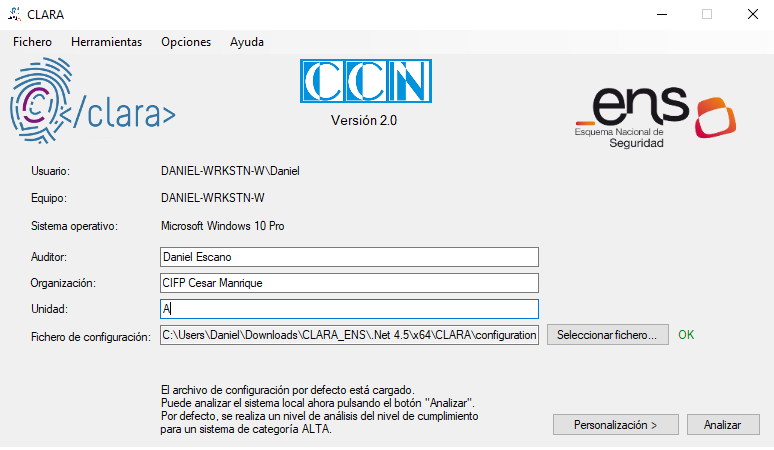 CLARA
Fichero Herramientas Opciones Ayuda
</clara>
CCN
Versión 2.0
ens
Esquema Nacional de
Seguridad
Usuario: DANIEL-WRKSTN-W\Daniel
Equipo: DANIEL-WRKSTN-W
Sistema operativo: Microsoft Windows 10 Pro
Auditor: Daniel Escano
Organización: CIFP Cesar Manrique
Unidad: A
Fichero de configuración: C:\Users\Daniel\Downloads\CLARA_ENS\.Net 4.5\x64\CLARA\configuration Seleccionar fichero... OK
El archivo de configuración por defecto está cargado.
Puede analizar el sistema local ahora pulsando el botón "Analizar".
Por defecto, se realiza un nivel de análisis del nivel de cumplimiento
para un sistema de categoría ALTA.
Personalización > Analizar